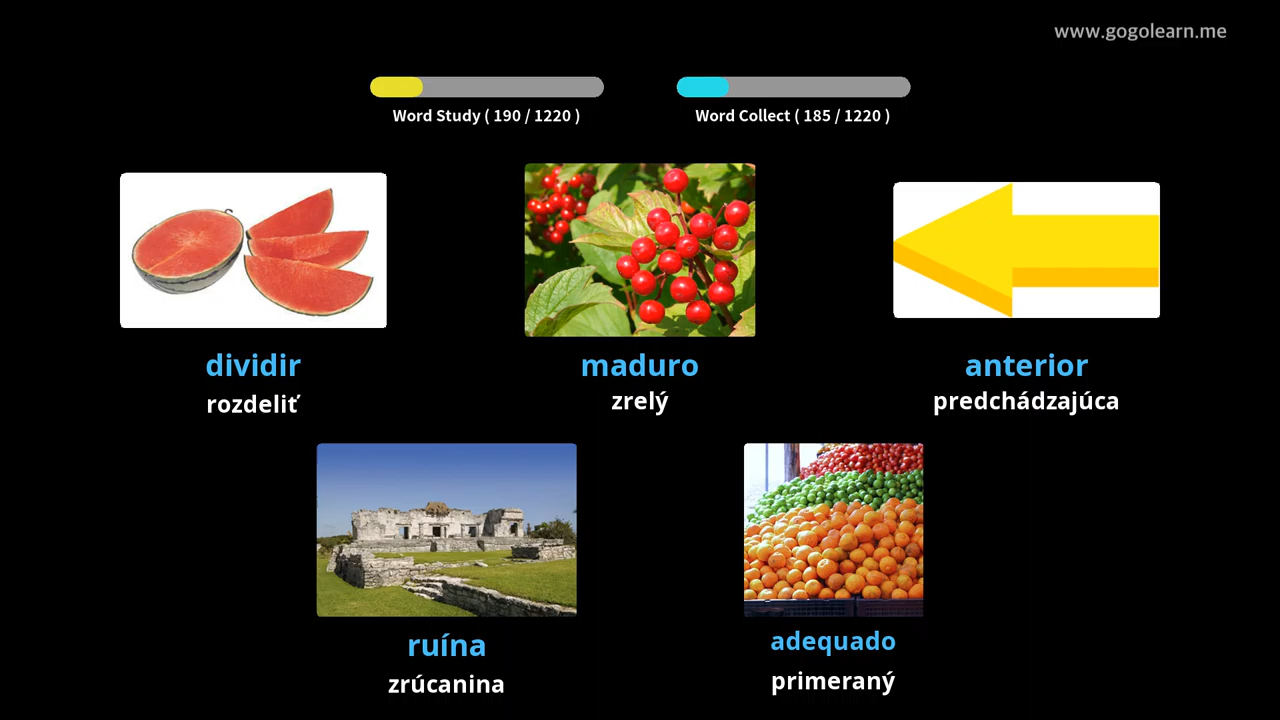 www.gogolearn.me
Word Study ( 190 / 1220 )
Word Collect ( 185 / 1220 )
dividir
rozdeliť
maduro
zrelý
anterior
predchádzajúca
ruína
zrúcanina
adequado
primeraný